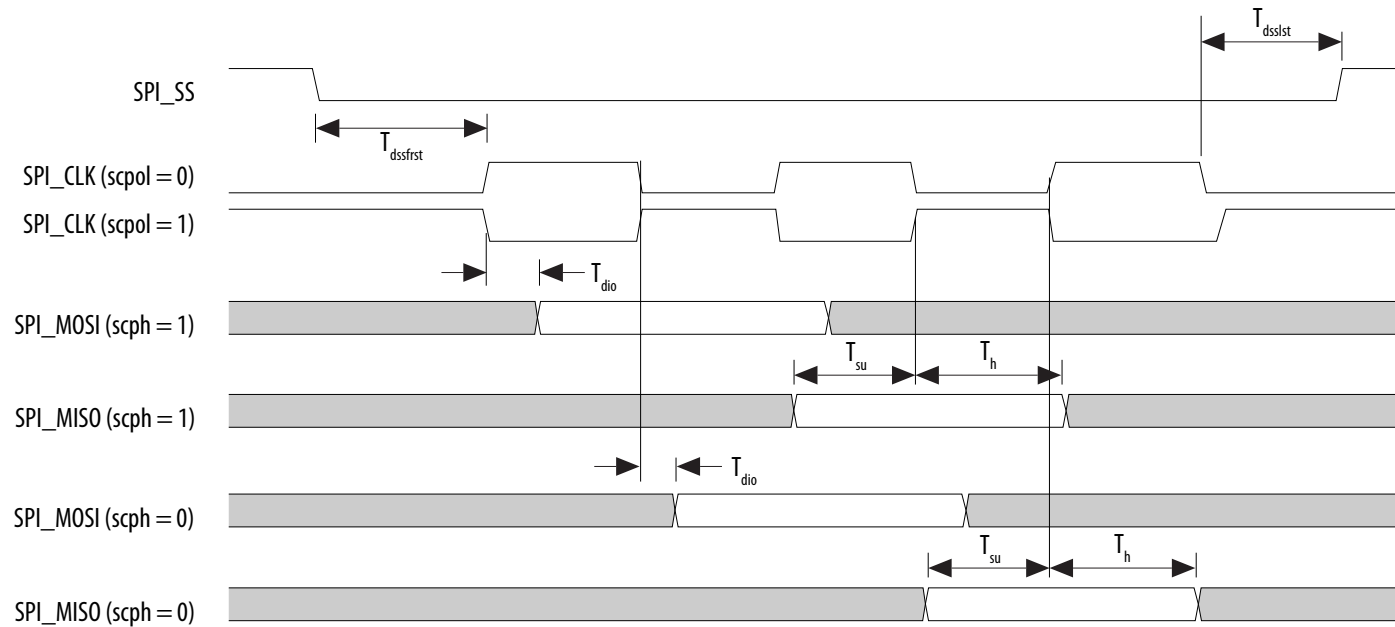 T_dsslst
SPI_SS
T_dssfrst
SPI_CLK (scpol = 0)
SPI_CLK (scpol = 1)
T_dio
SPI_MOSI (scph = 1)
T_su
T_h
SPI_MISO (scph = 1)
T_dio
SPI_MOSI (scph = 0)
T_su
T_h
SPI_MISO (scph = 0)